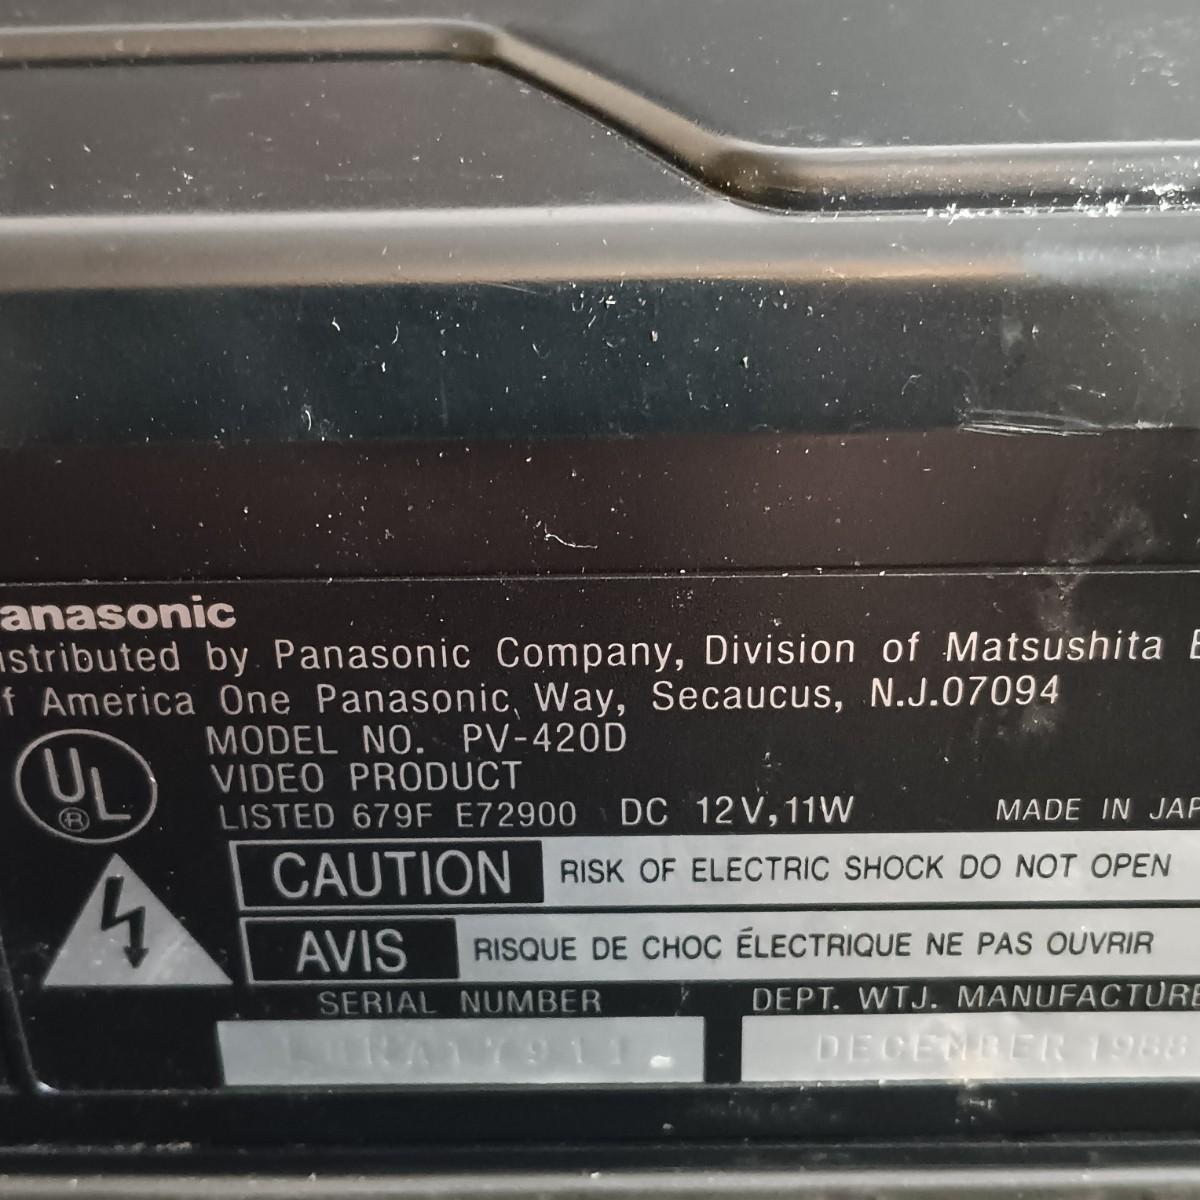 anasonic
istributed by Panasonic Company, Division of Matsushita E
f America One Panasonic Way, Secaucus, N.J.07094
MODEL NO. PV-420D
VIDEO PRODUCT
UL ®
LISTED 679F E72900 DC 12V,11W MADE IN JAP
CAUTION RISK OF ELECTRIC SHOCK DO NOT OPEN
AVIS RISQUE DE CHOC ÉLECTRIQUE NE PAS OUVRIR
SERIAL NUMBER DEPT. WTJ. MANUFACTURE
DECEMBER 1988